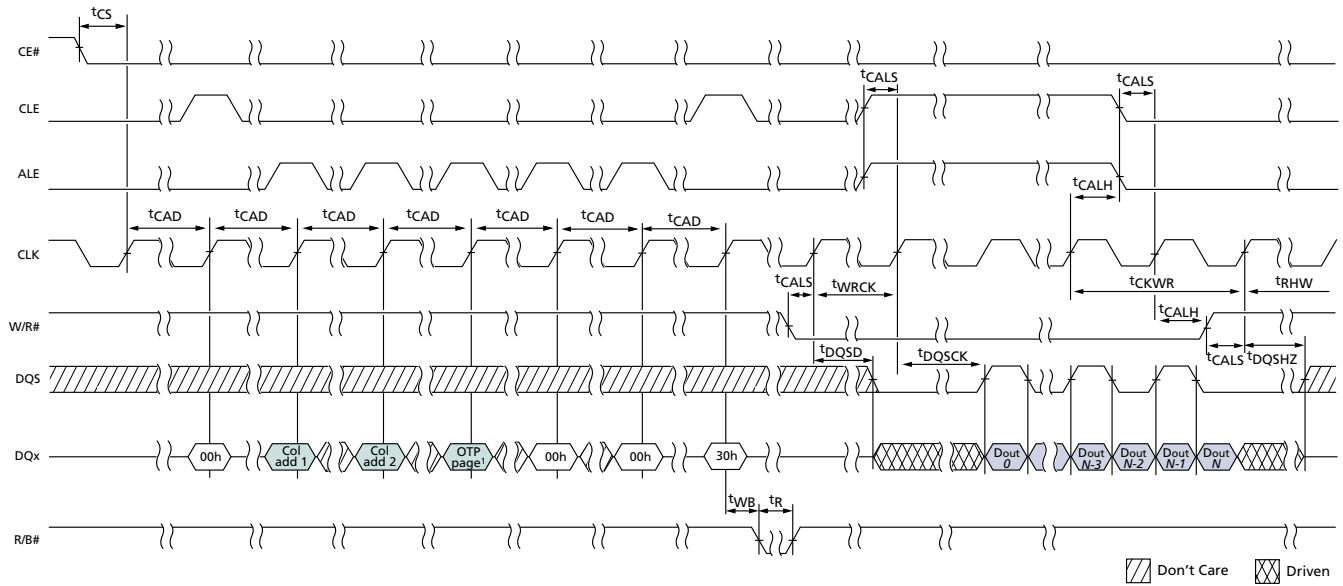 tCS
CE#
tCALS
tCALS
CLE
ALE
tCALH
tCAD
tCAD
tCAD
tCAD
tCAD
tCAD
tCAD
CLK
tCALS
tWRCK
tCKWR
tRHW
tCALH
W/R#
tDQSD
tDQSCK
tCALS
tDQSHZ
DQS
DQx
00h
Col add 1
Col add 2
OTP page1
00h
00h
30h
Dout 0
Dout N-3
Dout N-2
Dout N-1
Dout N
tWB
tR
R/B#
Don't Care
Driven